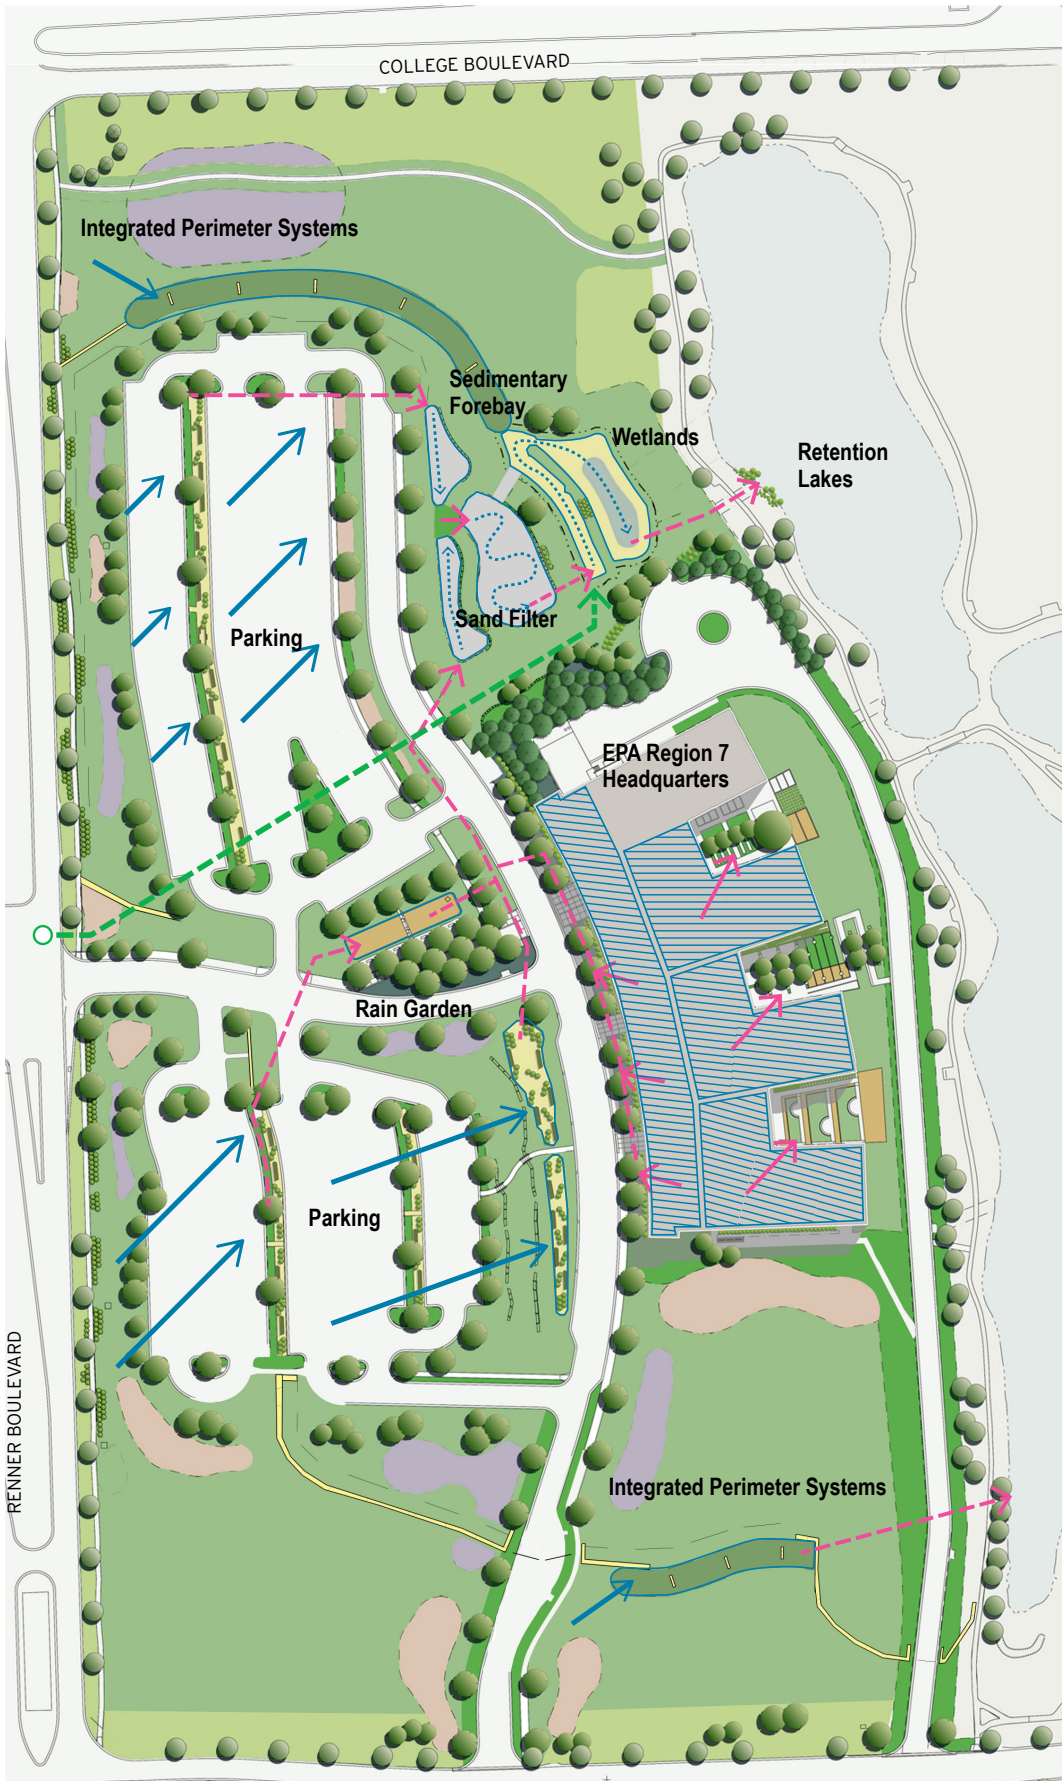 COLLEGE BOULEVARD
Integrated Perimeter Systems
Sedimentary
Forebay
Wetlands
Retention
Lakes
Sand Filter
Parking
EPA Region 7
Headquarters
Rain Garden
Parking
RENNER BOULEVARD
Integrated Perimeter Systems